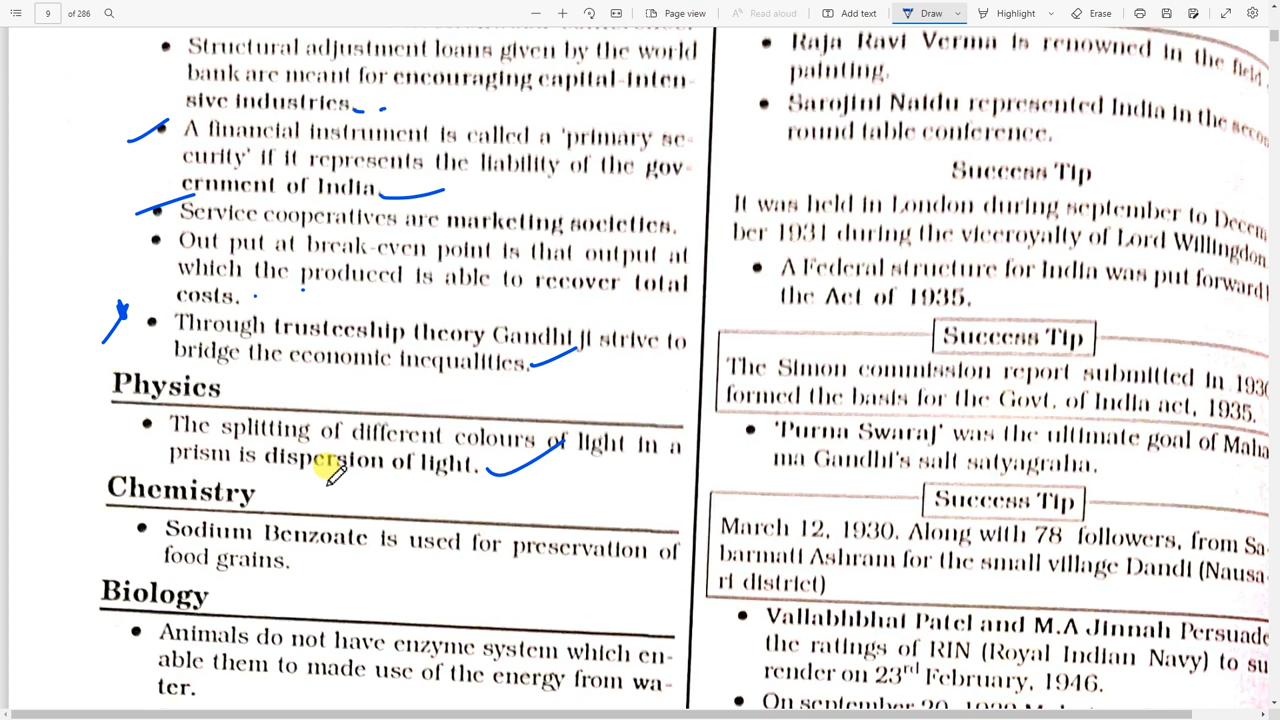 9 of 286
Page view
Read aloud
Add text
Draw
Highlight
Erase
• Structural adjustment loans given by the world
bank are meant for encouraging capital-inten-
sive industries.
• A financial instrument is called a 'primary se-
curity' if it represents the liability of the gov-
ernment of India.
• Service cooperatives are marketing societies.
• Out put at break-even point is that output at
which the produced is able to recover total
costs.
• Through trusteeship theory Gandhi ji strive to
bridge the economic inequalities.
Physics
• The splitting of different colours of light in a
prism is dispersion of light.
Chemistry
• Sodium Benzoate is used for preservation of
food grains.
Biology
• Animals do not have enzyme system which en-
able them to made use of the energy from wa-
ter.
• Raja Ravi Verma is renowned in the field
painting.
• Sarojini Naidu represented India in the seco
round table conference.
Success Tip
It was held in London during september to Decem
ber 1931 during the viceroyalty of Lord Willingdon
• A Federal structure for India was put forward
the Act of 1935.
Success Tip
The Simon commission report submitted in 193
formed the basis for the Govt. of India act, 1935.
• 'Purna Swaraj' was the ultimate goal of Maha
ma Gandhi's salt satyagraha.
Success Tip
March 12, 1930. Along with 78 followers, from Sa-
barmati Ashram for the small village Dandi (Nausa-
ri district)
• Vallabhbhai Patel and M.A Jinnah Persuade
the ratings of RIN (Royal Indian Navy) to su
render on 23rd February, 1946.
• On september 20,